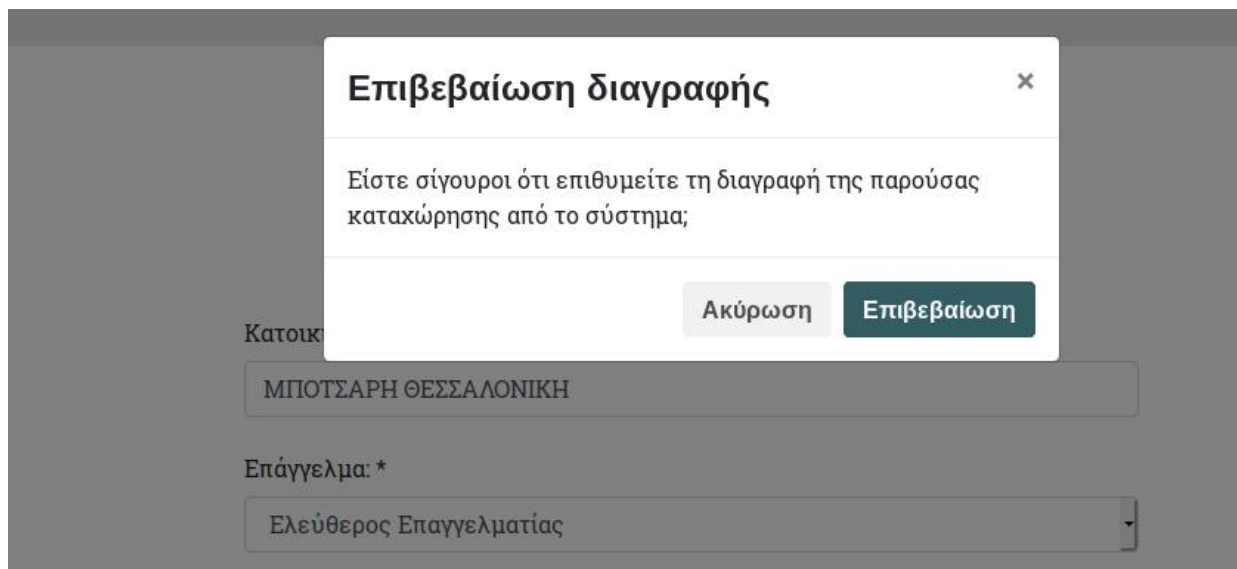 Επιβεβαίωση διαγραφής
×
Είστε σίγουροι ότι επιθυμείτε τη διαγραφή της παρούσας
καταχώρησης από το σύστημα;
Ακύρωση Επιβεβαίωση
ΜΠΟΤΣΑΡΗ ΘΕΣΣΑΛΟΝΙΚΗ
Επάγγελμα: *
Ελεύθερος Επαγγελματίας